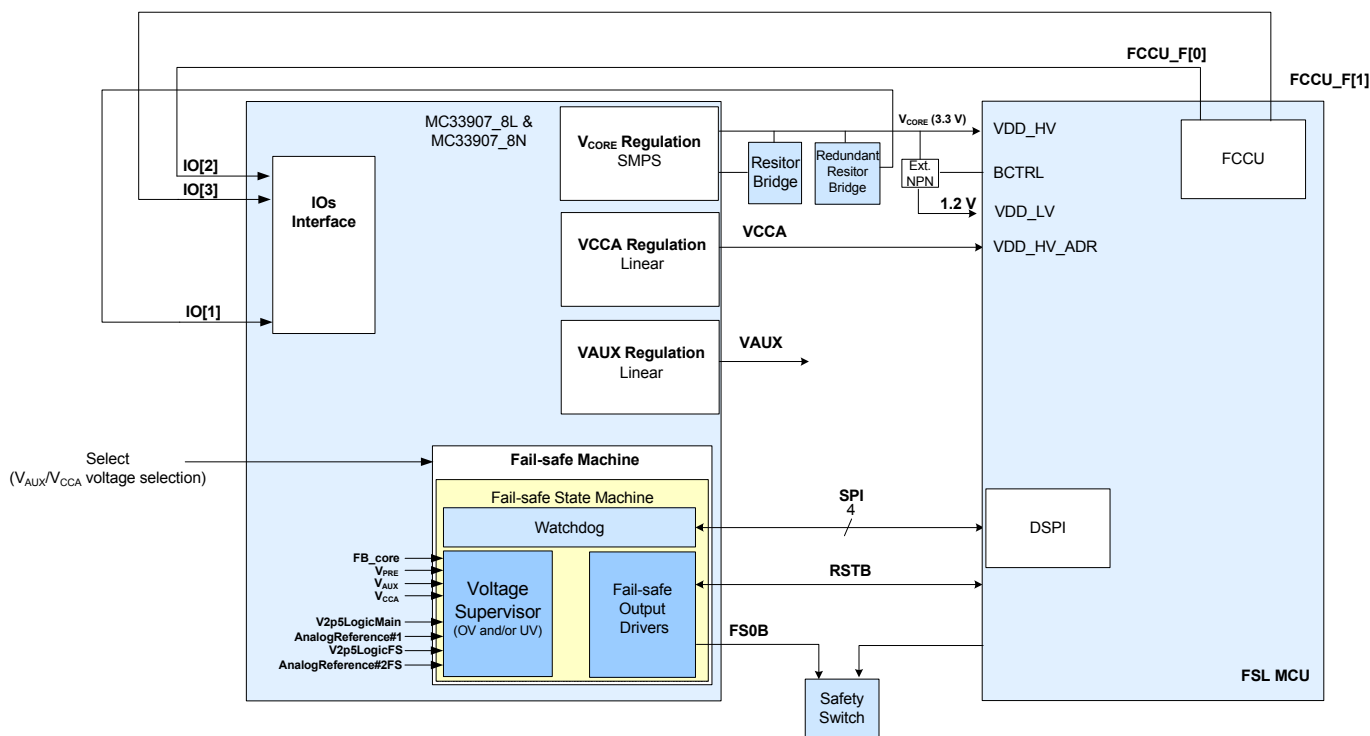 FCCU_F[0]
FCCU_F[1]
MC33907_8L &
MC33907_8N
VCORE Regulation
SMPS
VCORE (3.3 V)
VDD_HV
FCCU
Resitor
Bridge
Redundant
Resitor
Bridge
Ext.
NPN
BCTRL
1.2 V
VDD_LV
IO[2]
IO[3]
IOs
Interface
IO[1]
VCCA Regulation
Linear
VCCA
VDD_HV_ADR
VAUX Regulation
Linear
VAUX
Select
(VAUX/VCCA voltage selection)
Fail-safe Machine
Fail-safe State Machine
Watchdog
SPI
4
DSPI
FB_core
VPRE
VAUX
VCCA
V2p5LogicMain
AnalogReference#1
V2p5LogicFS
AnalogReference#2FS
Voltage
Supervisor
(OV and/or UV)
Fail-safe
Output
Drivers
RSTB
FS0B
Safety
Switch
FSL MCU